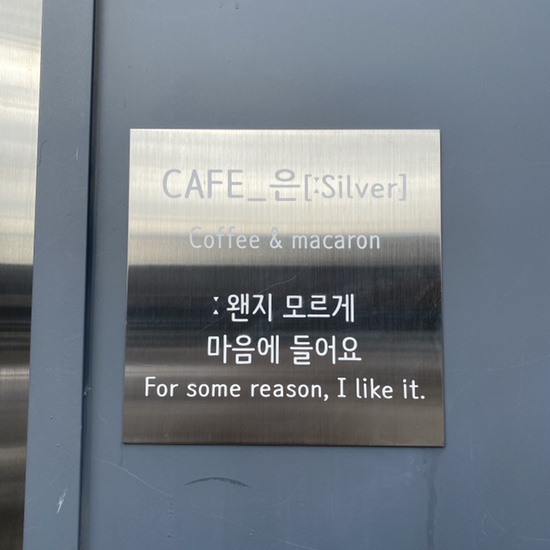 CAFE_은[:Silver]
Coffee & macaron
: 왠지 모르게
마음에 들어요
For some reason, I like it.